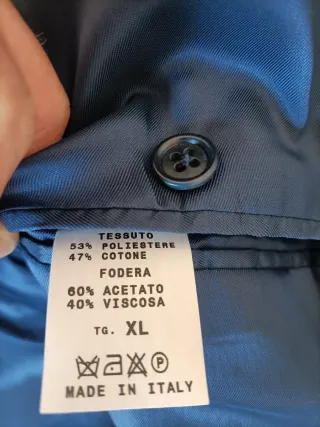 TESSUTO
53% POLIESTERE
47% COTONE
FODERA
60% ACETATO
40% VISCOSA
TG. XL
P
MADE IN ITALY